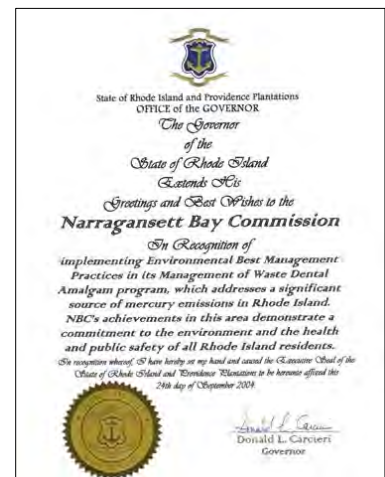 State of Rhode Island and Providence Plantations
OFFICE of the GOVERNOR
The Governor
of the
State of Rhode Island
Extends His
Greetings and Best Wishes to the
Narragansett Bay Commission
In Recognition of
implementing Environmental Best Management
Practices in its Management of Waste Dental
Amalgam program, which addresses a significant
source of mercury emissions in Rhode Island.
NBC's achievements in this area demonstrate a
commitment to the environment and the health
and public safety of all Rhode Island residents.
In recognition whereof, I have hereby set my hand and caused the Executive Seal of the
State of Rhode Island and Providence Plantations to be hereunto affixed this
24th day of September 2004
Donald L. Carcieri
Donald L. Carcieri
Governor